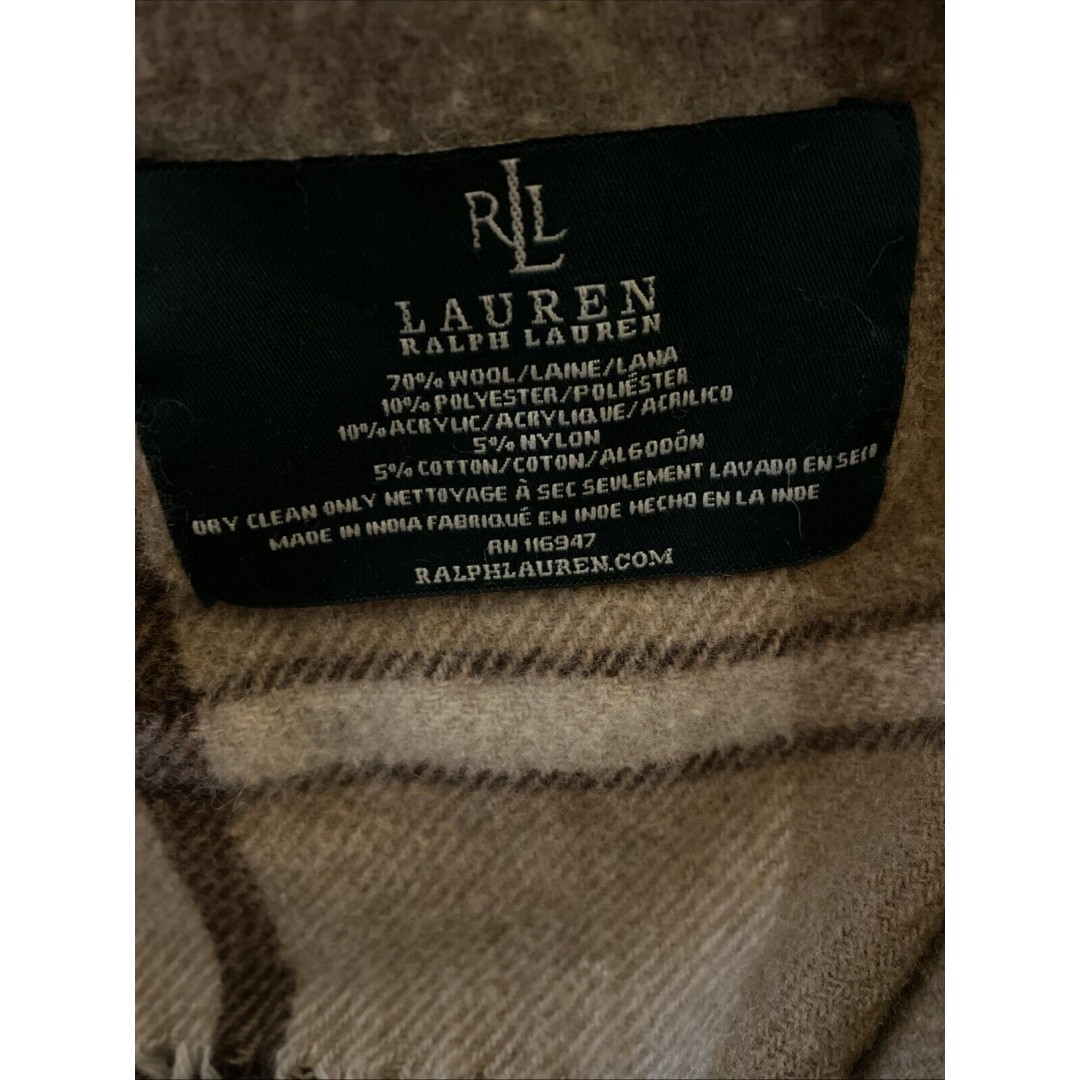 RLL
LAUREN
RALPH LAUREN
70% WOOL/LAINE/LANA
10% POLYESTER/POLIÉSTER
10% ACRYLIC/ACRYLIQUE/ACRILICO
5% NYLON
5% COTTON/COTON/ALGODÓN
DRY CLEAN ONLY NETTOYAGE À SEC SEULEMENT LAVADO EN SECO
MADE IN INDIA FABRIQUÉ EN INDE HECHO EN LA INDE
RN 116947
RALPHLAUREN.COM